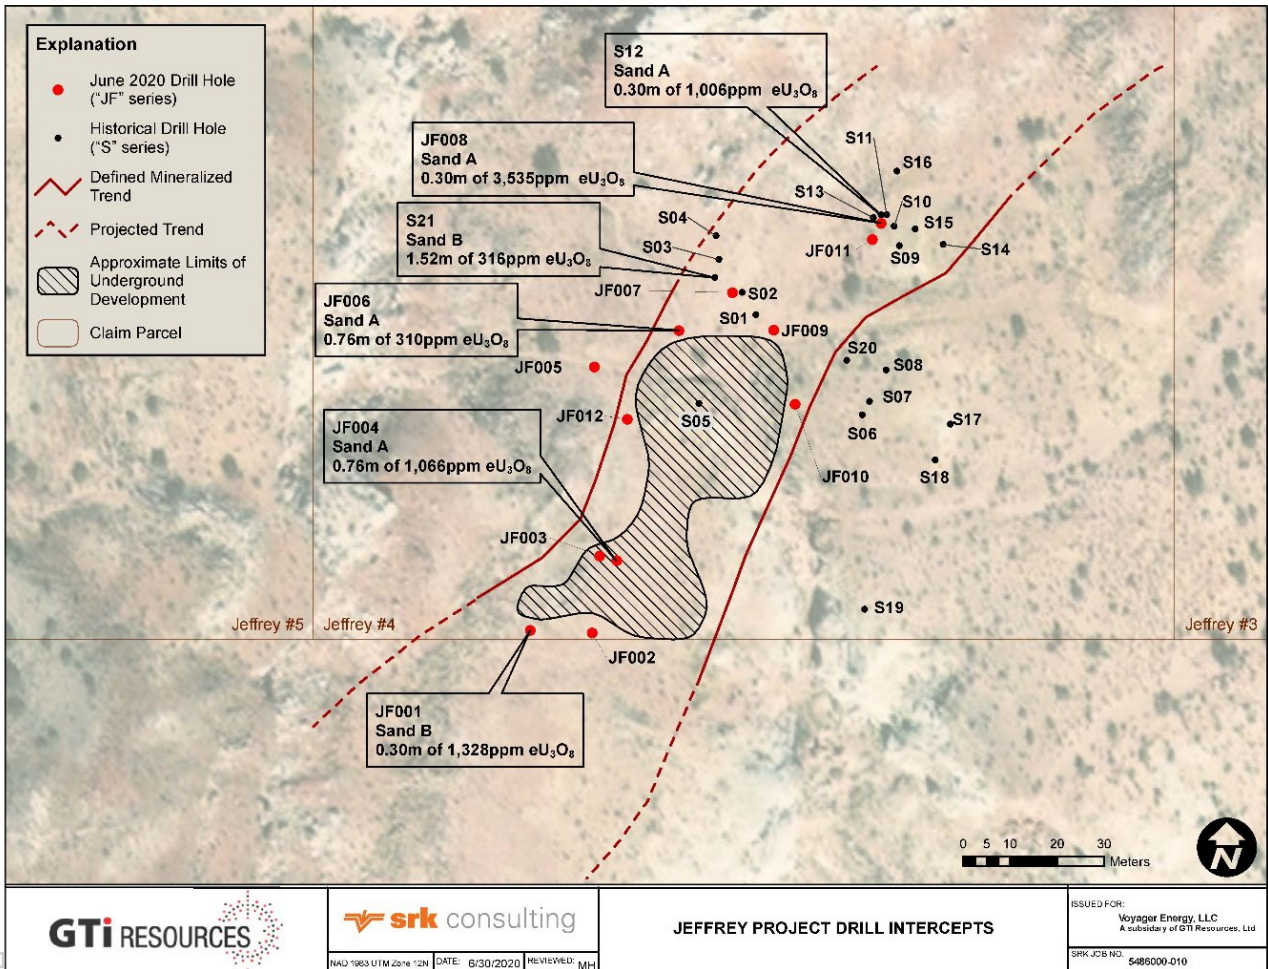 Explanation
June 2020 Drill Hole
("JF" series)
Historical Drill Hole
("S" series)
Defined Mineralized
Trend
Projected Trend
Approximate Limits of
Underground
Development
Claim Parcel
S12
Sand A
0.30m of 1,006ppm eU₃O₈
JF008
Sand A
0.30m of 3,535ppm eU₃O₈
S21
Sand B
1.52m of 316ppm eU₃O₈
JF006
Sand A
0.76m of 310ppm eU₃O₈
JF004
Sand A
0.76m of 1,066ppm eU₃O₈
JF001
Sand B
0.30m of 1,328ppm eU₃O₈
S11
S16
S13
S10
S15
S04
S03
JF011
S09
S14
JF007
S02
S01
JF009
S20
S08
JF005
S07
JF012
S05
S06
S17
JF010
S18
JF003
S19
Jeffrey #5
Jeffrey #4
Jeffrey #3
JF002
0 5 10 20 30
Meters
N
GTi RESOURCES
srk consulting
NAD 1983 UTM Zone 12N
DATE: 6/30/2020
REVIEWED: MH
JEFFREY PROJECT DRILL INTERCEPTS
ISSUED FOR:
Voyager Energy, LLC
A subsidiary of GTI Resources, Ltd
SRK JOB NO.
5486000-010